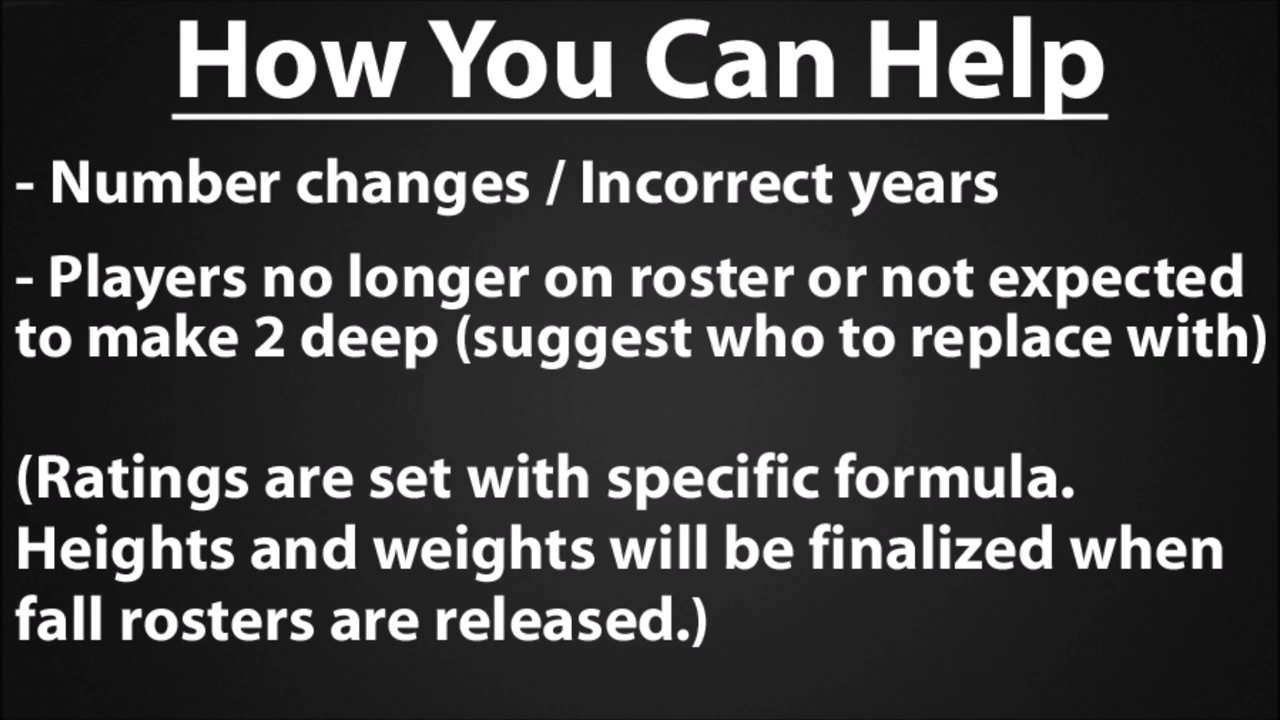 How You Can Help
- Number changes / Incorrect years
- Players no longer on roster or not expected
to make 2 deep (suggest who to replace with)
(Ratings are set with specific formula.
Heights and weights will be finalized when
fall rosters are released.)